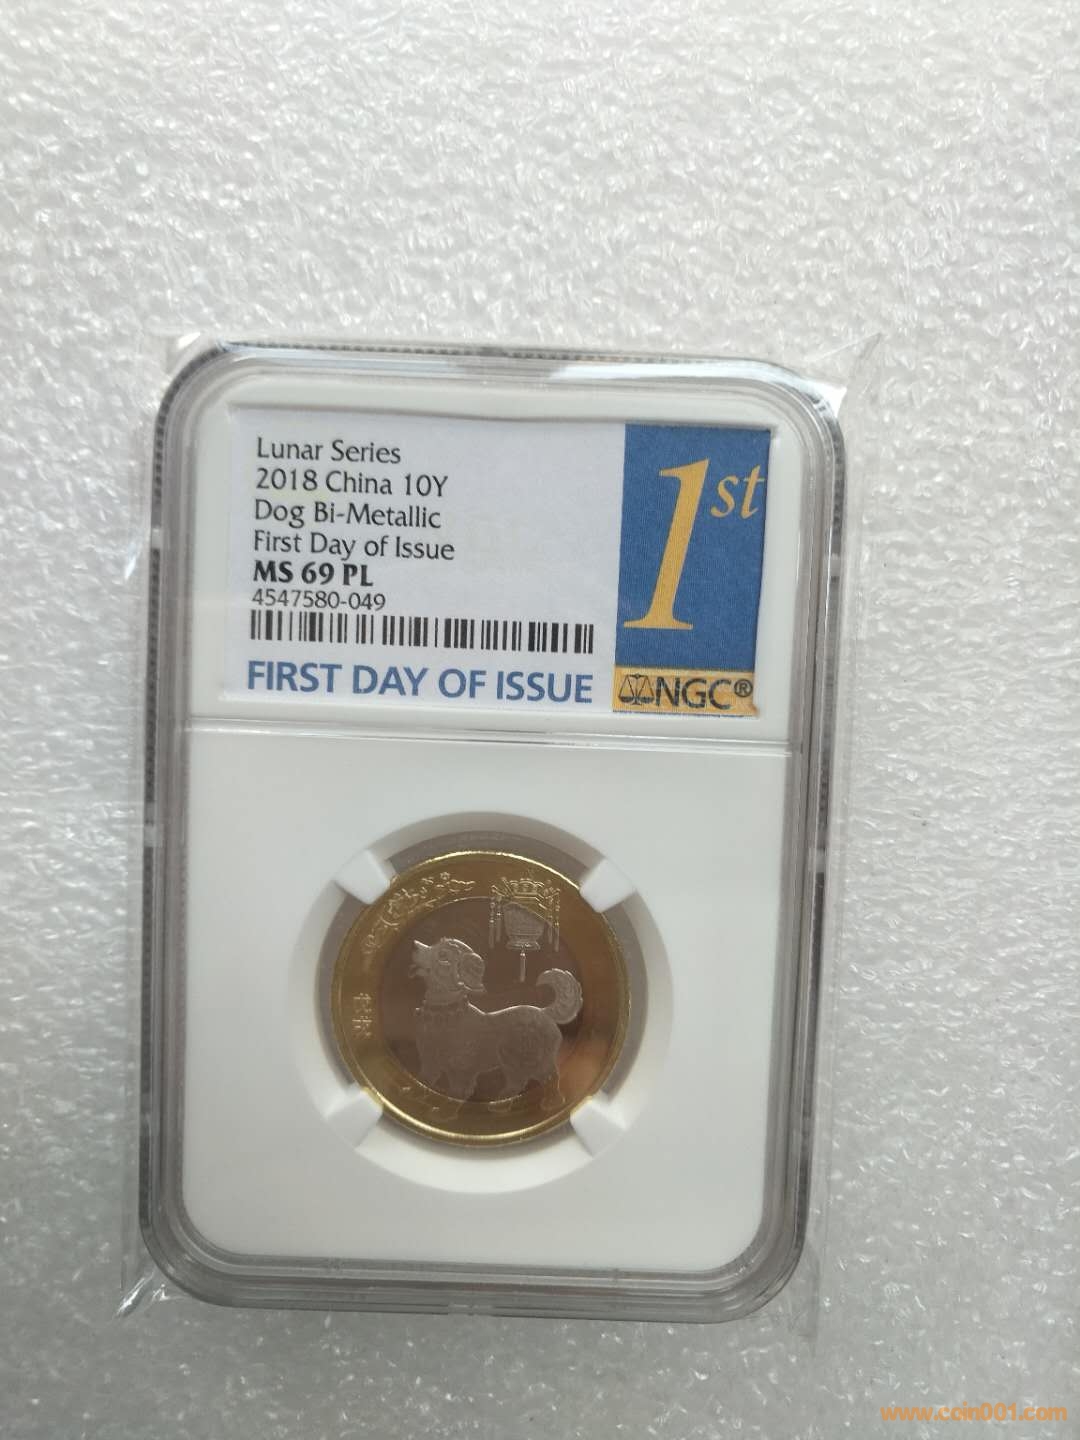 Lunar Series
2018 China 10Y
Dog Bi-Metallic
First Day of Issue
MS 69 PL
4547580-049
FIRST DAY OF ISSUE
1st
NGC®
www.coin001.com